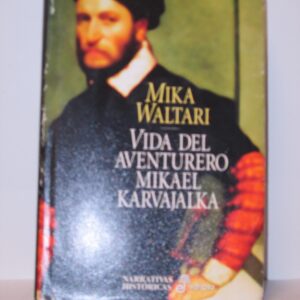 MIKA
WALTARI
VIDA DEL
AVENTURERO
MIKAEL
KARVAJALKA
NARRATIVAS
HISTÓRICAS